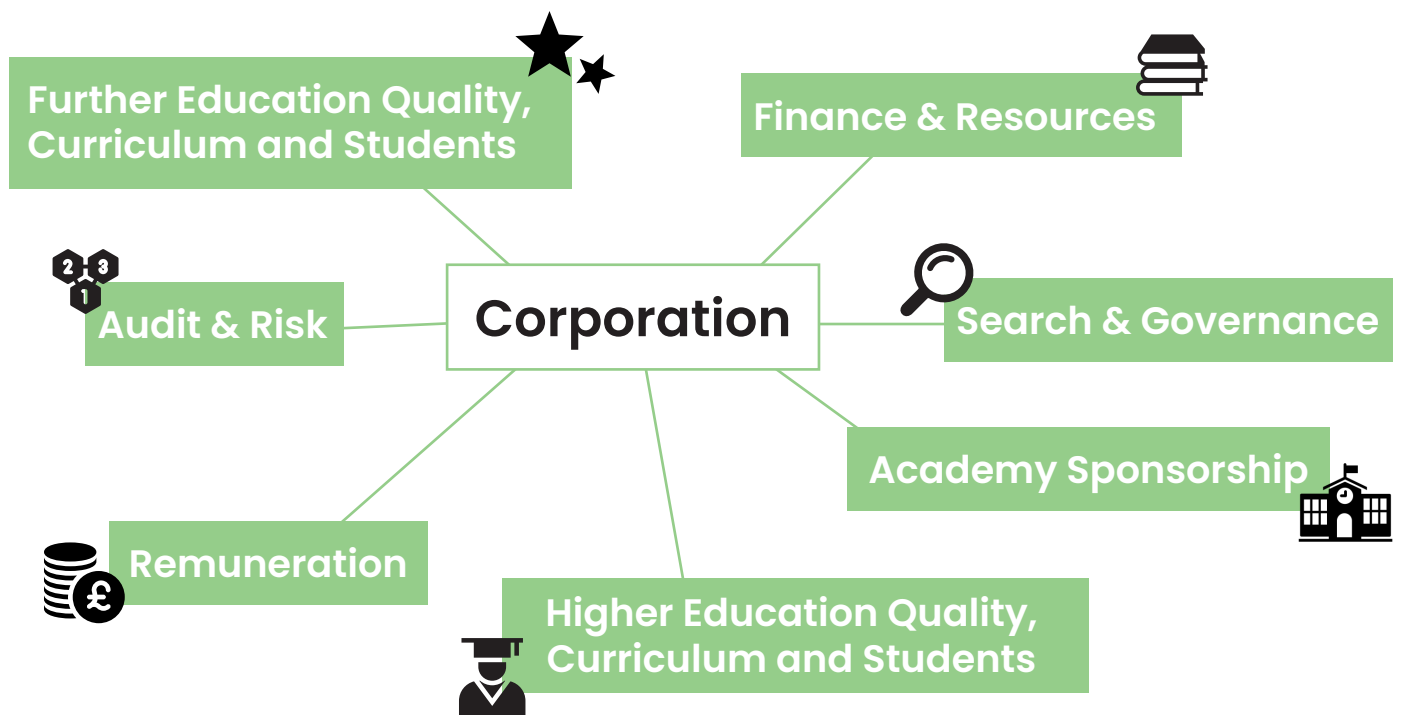 Further Education Quality,
Curriculum and Students
Finance & Resources
2 3
1
Audit & Risk
Corporation
Search & Governance
Academy Sponsorship
£
Remuneration
Higher Education Quality,
Curriculum and Students